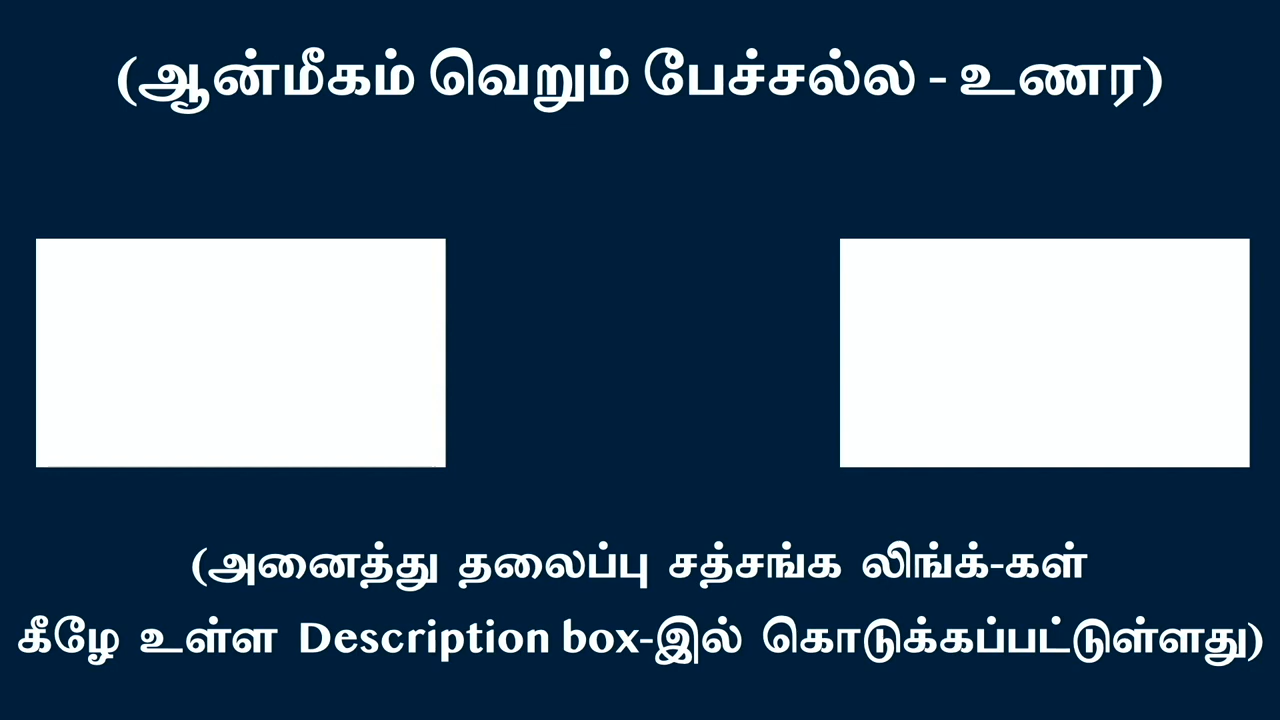 (ஆன்மீகம் வெறும் பேச்சல்ல - உணர)
(அனைத்து தலைப்பு சத்சங்க லிங்க்-கள்
கீழே உள்ள Description box-இல் கொடுக்கப்பட்டுள்ளது)